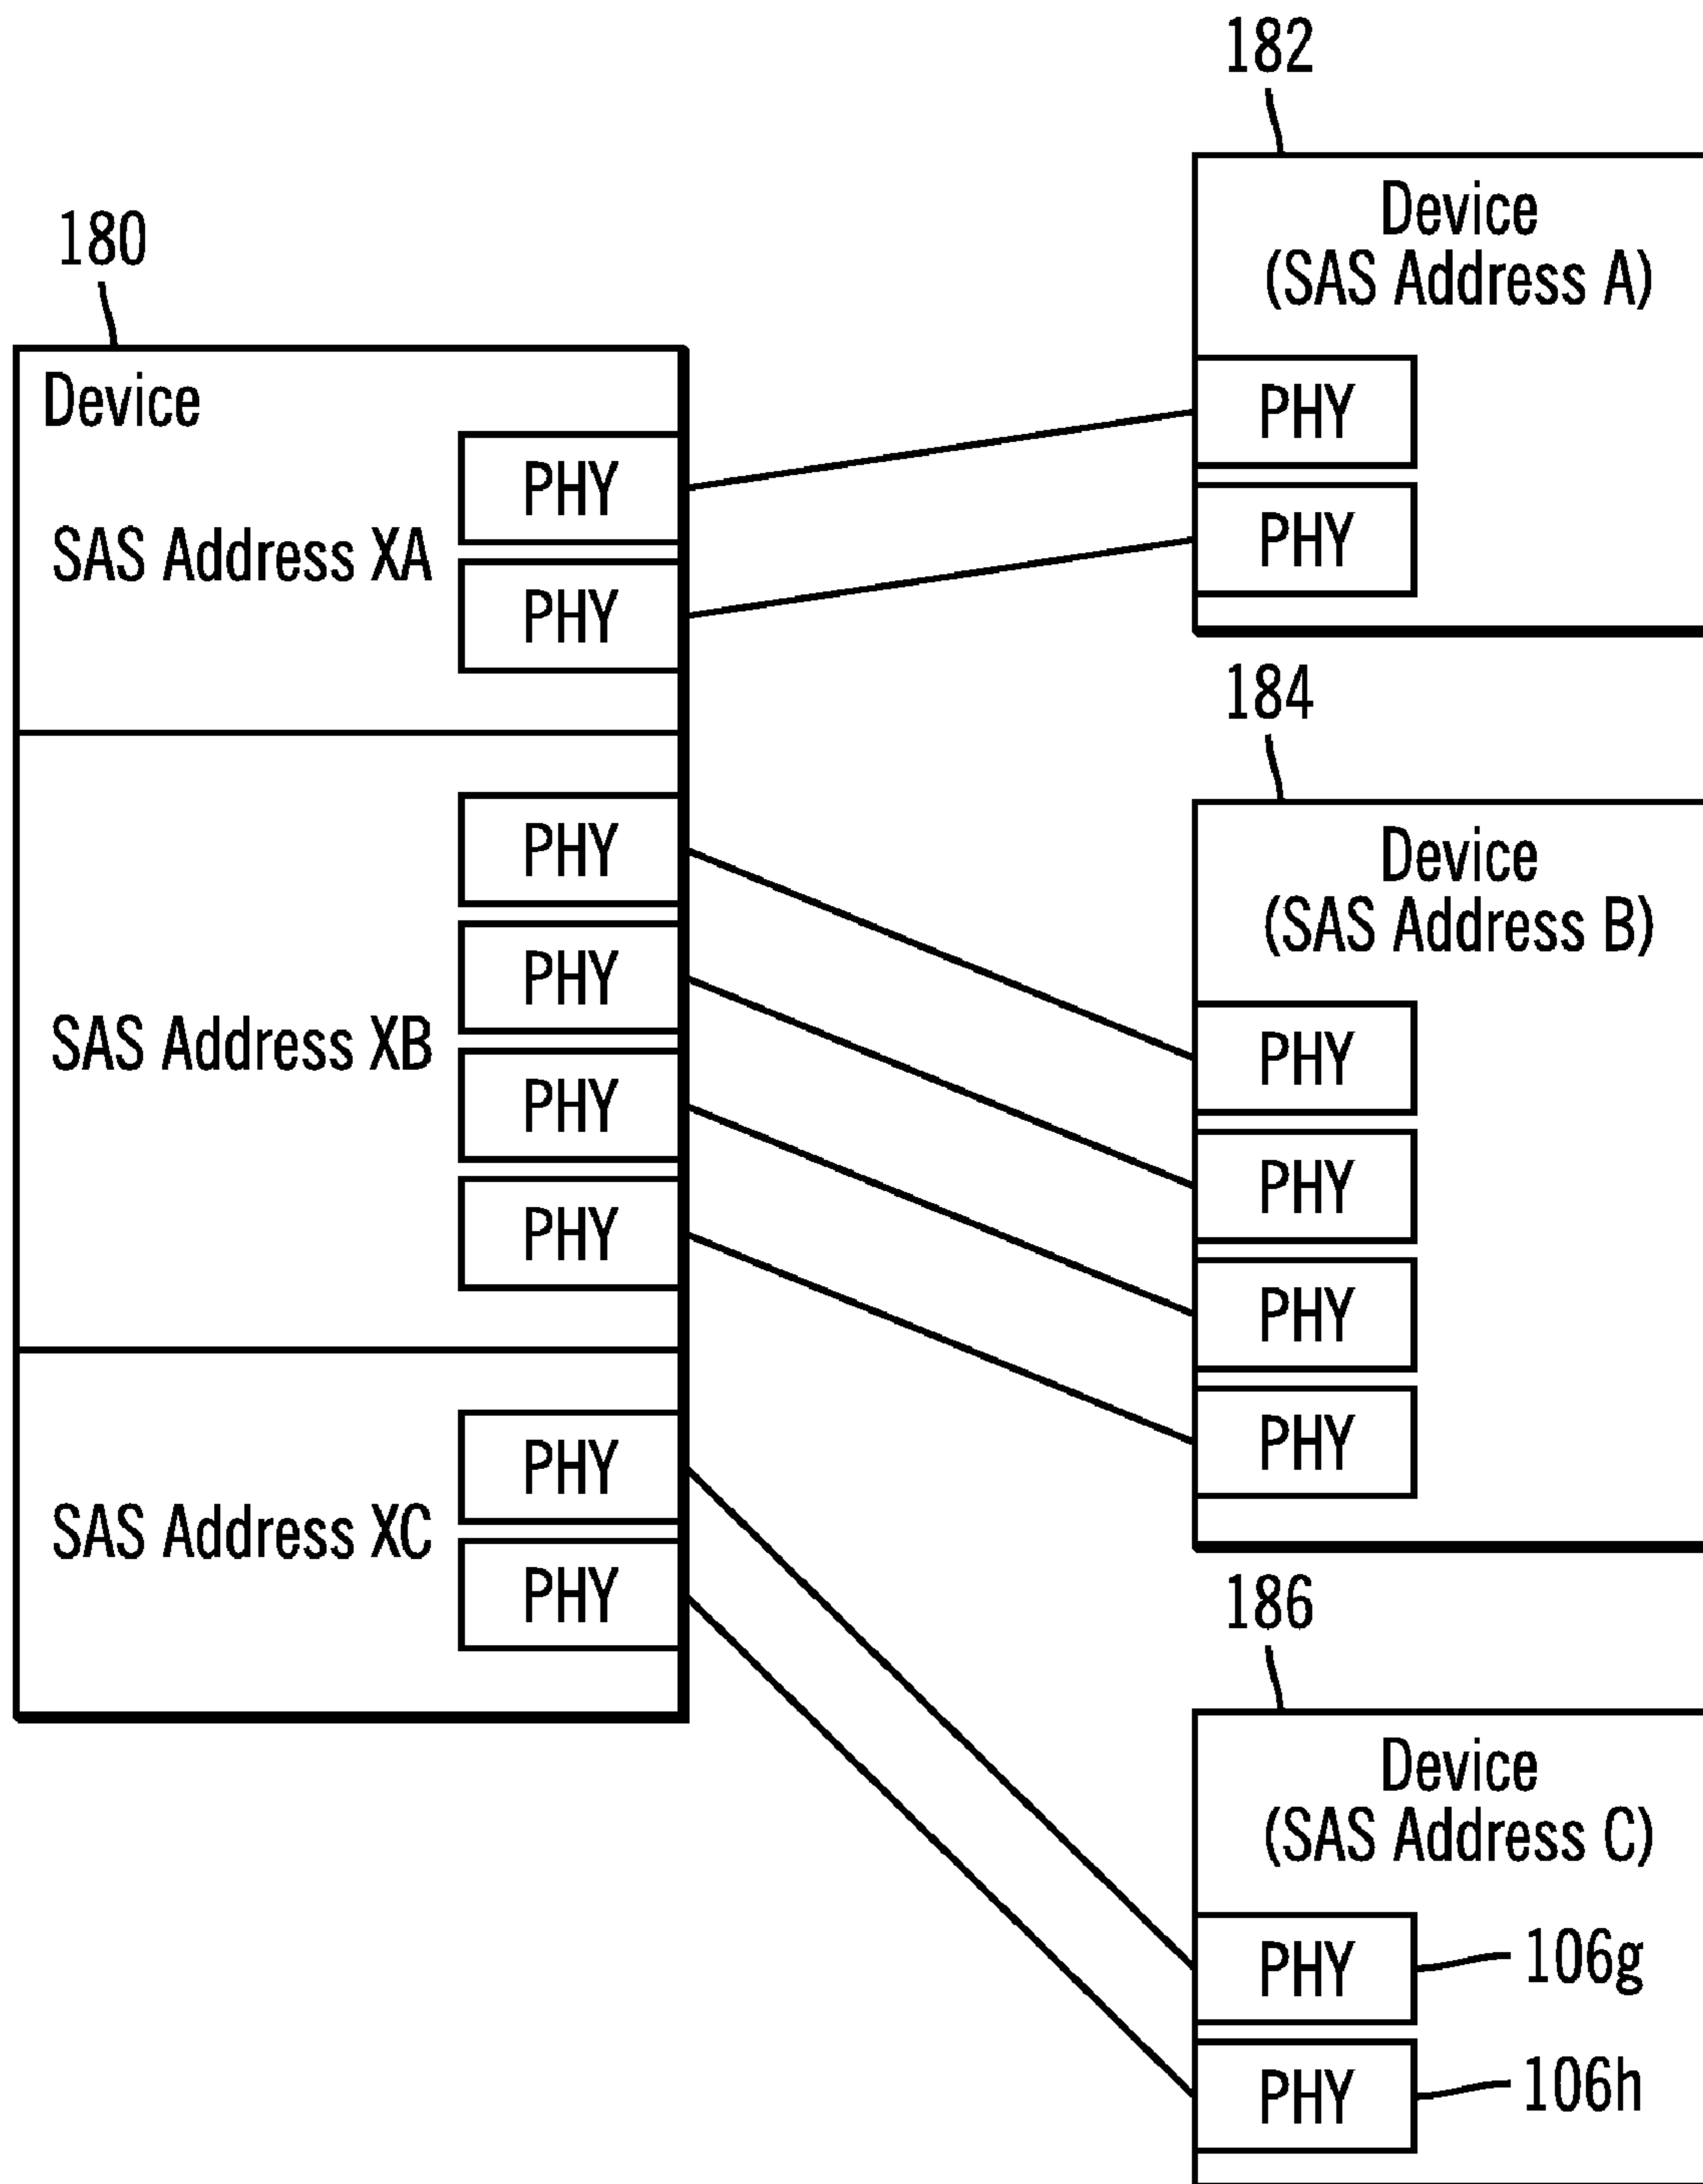 182
Device
(SAS Address A)
PHY
PHY
180
Device
PHY
SAS Address XA
PHY
PHY
PHY
SAS Address XB
PHY
PHY
PHY
SAS Address XC
PHY
184
Device
(SAS Address B)
PHY
PHY
PHY
PHY
186
Device
(SAS Address C)
PHY 106g
PHY 106h